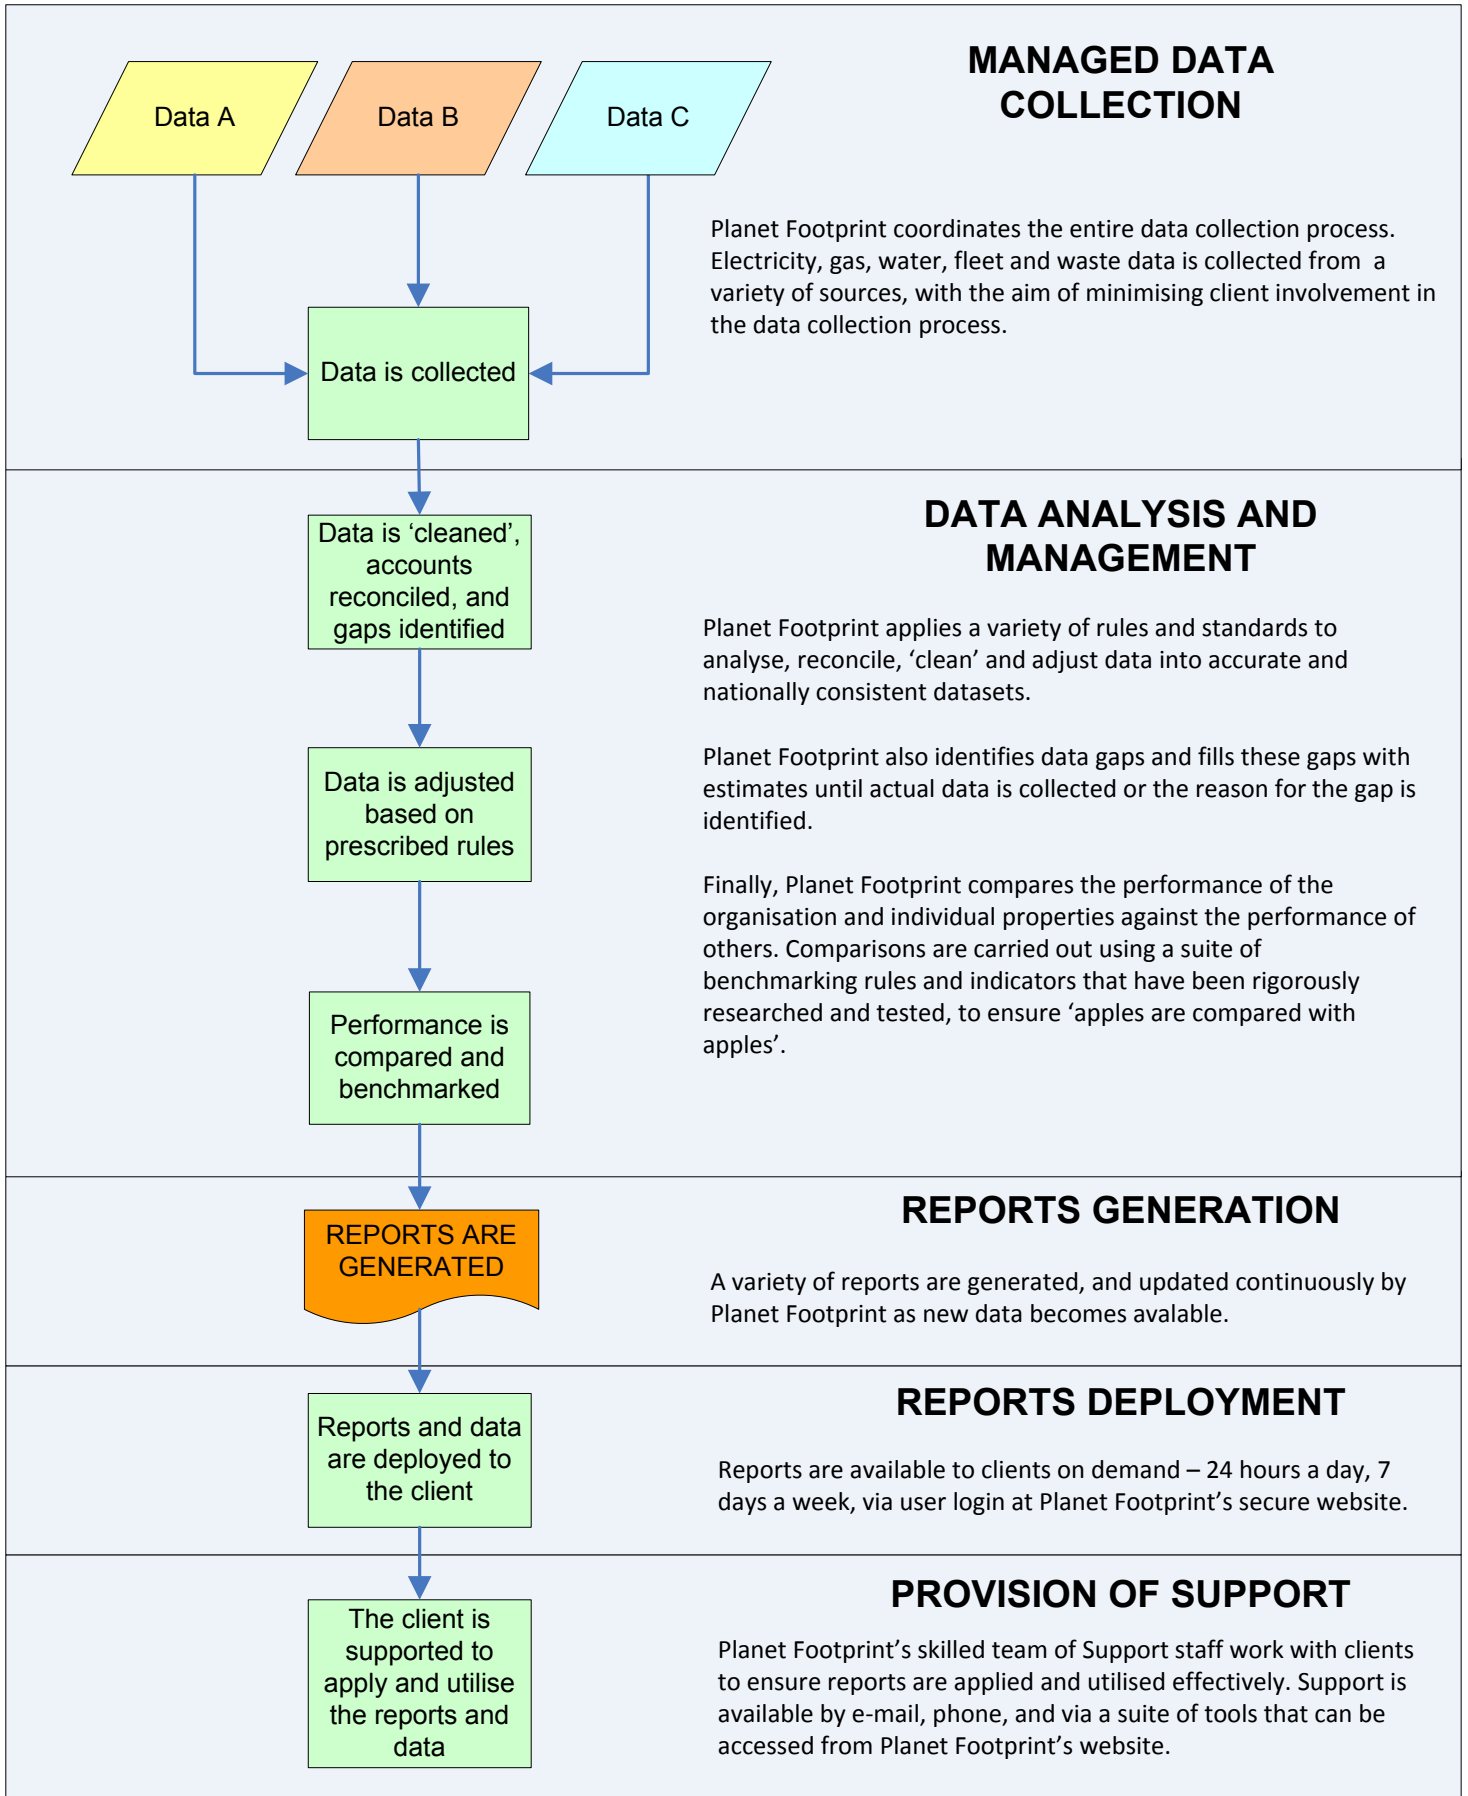 MANAGED DATA
COLLECTION
Data A
Data B
Data C
Planet Footprint coordinates the entire data collection process.
Electricity, gas, water, fleet and waste data is collected from  a
variety of sources, with the aim of minimising client involvement in
the data collection process.
Data is collected
DATA ANALYSIS AND
MANAGEMENT
Data is ‘cleaned’,
accounts
reconciled, and
gaps identified
Planet Footprint applies a variety of rules and standards to
analyse, reconcile, ‘clean’ and adjust data into accurate and
nationally consistent datasets.
Planet Footprint also identifies data gaps and fills these gaps with
estimates until actual data is collected or the reason for the gap is
identified.
Data is adjusted
based on
prescribed rules
Finally, Planet Footprint compares the performance of the
organisation and individual properties against the performance of
others. Comparisons are carried out using a suite of
benchmarking rules and indicators that have been rigorously
researched and tested, to ensure ‘apples are compared with
apples’.
Performance is
compared and
benchmarked
REPORTS GENERATION
REPORTS ARE
GENERATED
A variety of reports are generated, and updated continuously by
Planet Footprint as new data becomes avalable.
REPORTS DEPLOYMENT
Reports and data
are deployed to
the client
Reports are available to clients on demand – 24 hours a day, 7
days a week, via user login at Planet Footprint’s secure website.
PROVISION OF SUPPORT
The client is
supported to
apply and utilise
the reports and
data
Planet Footprint’s skilled team of Support staff work with clients
to ensure reports are applied and utilised effectively. Support is
available by e-mail, phone, and via a suite of tools that can be
accessed from Planet Footprint’s website.